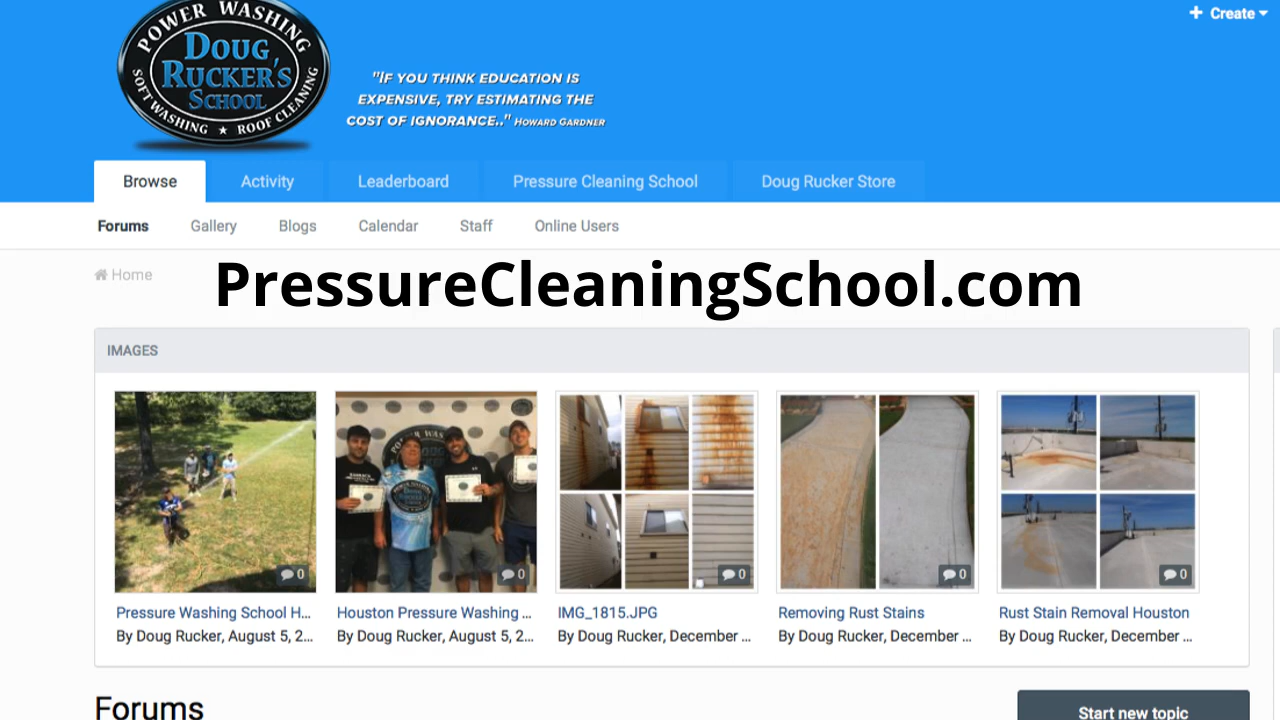 POWER WASHING
DOUG
RUCKER'S
SCHOOL
SOFT WASHING ★ ROOF CLEANING
"IF YOU THINK EDUCATION IS
EXPENSIVE, TRY ESTIMATING THE
COST OF IGNORANCE.." HOWARD GARDNER
+ Create
Browse Activity Leaderboard Pressure Cleaning School Doug Rucker Store
Forums Gallery Blogs Calendar Staff Online Users
Home
PressureCleaningSchool.com
IMAGES
POWER WAS
DOUG
0 0 0 0 0
Pressure Washing School H... Houston Pressure Washing ... IMG_1815.JPG Removing Rust Stains Rust Stain Removal Houston
By Doug Rucker, August 5, 2... By Doug Rucker, August 5, 2... By Doug Rucker, December ... By Doug Rucker, December ... By Doug Rucker, December ...
Forums
Start new topic